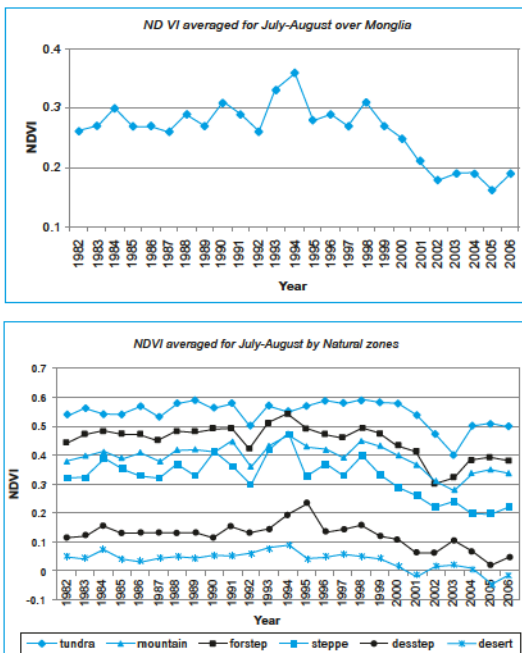 ND VI averaged for July-August over Monglia
0.4
0.3
0.2
0.1
NDVI
1982 1983 1984 1985 1986 1987 1988 1989 1990 1991 1992 1993 1994 1995 1996 1997 1998 1999 2000 2001 2002 2003 2004 2005 2006
Year
NDVI averaged for July-August by Natural zones
0.7
0.6
0.5
0.4
0.3
0.2
0.1
0
-0.1
NDVI
1982 1983 1984 1985 1986 1987 1988 1989 1990 1991 1992 1993 1994 1995 1996 1997 1998 1999 2000 2001 2002 2003 2004 2005 2006
Year
tundra mountain forstep steppe desstep desert